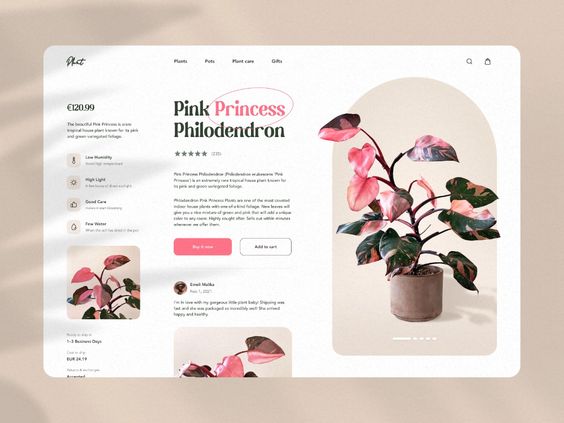 Plant
Plants
Pots
Plant care
Gifts
€120.99
The beautiful Pink Princess is a rare
tropical house plant known for its pink
and green variegated foliage.
Low Humidity
High Light
Good Care
Few Water
Ready to ship in
1-3 Business Days
Cost to ship
EUR 24.19
Accepted
Pink Princess
Philodendron
(235)
Pink Princess Philodendron (Philodendron erubescens 'Pink
Princess') is an extremely rare tropical house plant known for
its pink and green variegated foliage.
Philodendron Pink Princess Plants are one of the most coveted
indoor house plants with one-of-a-kind foliage. New leaves will
give you a nice mixture of green and pink that will add a unique
color to any room. Highly sought after. Sells out within minutes
whenever we offer them.
Buy it now
Add to cart
Emeli Malika
Nov 1, 2021
I'm in love with my gorgeous little plant baby! Shipping was
fast and she was packaged so incredibly well! She arrived
happy and healthy.